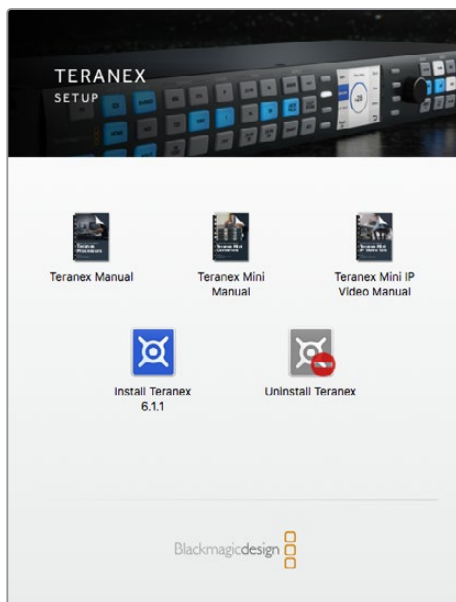 TERANEX
SETUP
Teranex Manual
Teranex Mini
Manual
Teranex Mini IP
Video Manual
Install Teranex
6.1.1
Uninstall Teranex
Blackmagicdesign